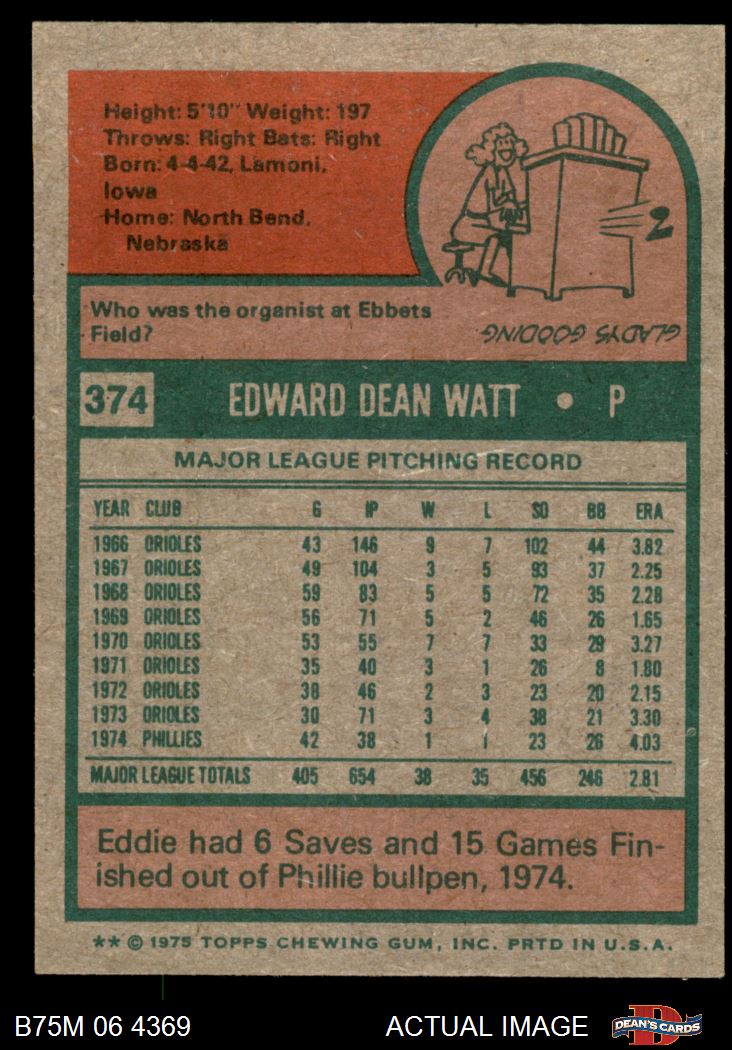 Height: 5'10" Weight: 197
Throws: Right Bats: Right
Born: 4-4-42, Lamoni,
Iowa
Home: North Bend,
Nebraska
2
Who was the organist at Ebbets
Field?
GLADYS GOODING
374 EDWARD DEAN WATT • P
MAJOR LEAGUE PITCHING RECORD
YEAR CLUB G IP W L SO BB ERA
1966 ORIOLES 43 146 9 7 102 44 3.82
1967 ORIOLES 49 104 3 5 93 37 2.25
1968 ORIOLES 59 83 5 5 72 35 2.28
1969 ORIOLES 56 71 5 2 46 26 1.65
1970 ORIOLES 53 55 7 7 33 29 3.27
1971 ORIOLES 35 40 3 1 26 8 1.80
1972 ORIOLES 38 46 2 3 23 20 2.15
1973 ORIOLES 30 71 3 4 38 21 3.30
1974 PHILLIES 42 38 1 1 23 26 4.03
MAJOR LEAGUE TOTALS 405 654 38 35 456 246 2.81
Eddie had 6 Saves and 15 Games Fin-
ished out of Phillie bullpen, 1974.
** © 1975 TOPPS CHEWING GUM, INC. PRTD IN U.S.A.
B75M 06 4369 ACTUAL IMAGE
D
DEAN'S CARDS